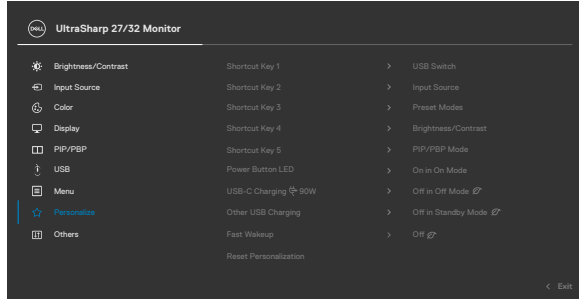 DELL UltraSharp 27/32 Monitor
Brightness/Contrast Shortcut Key 1 > USB Switch
Input Source Shortcut Key 2 > Input Source
Color Shortcut Key 3 > Preset Modes
Display Shortcut Key 4 > Brightness/Contrast
PIP/PBP Shortcut Key 5 > PIP/PBP Mode
USB Power Button LED > On in On Mode
Menu USB-C Charging 90W > Off in Off Mode
Personalize Other USB Charging > Off in Standby Mode
Others Fast Wakeup > Off
Reset Personalization
< Exit